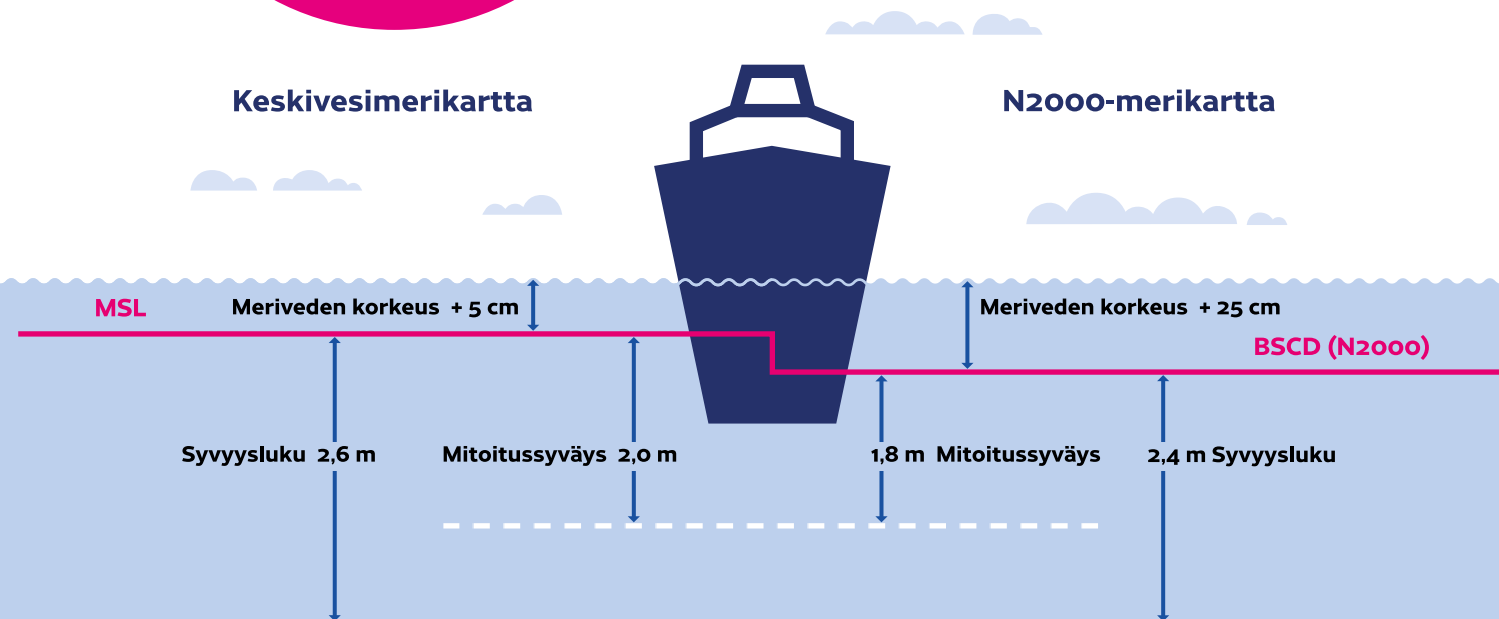 Keskivesimerikartta
N2000-merikartta
MSL
Meriveden korkeus + 5 cm
Meriveden korkeus + 25 cm
BSCD (N2000)
Syvyysluku 2,6 m
Mitoitussyväys 2,0 m
1,8 m Mitoitussyväys
2,4 m Syvyysluku